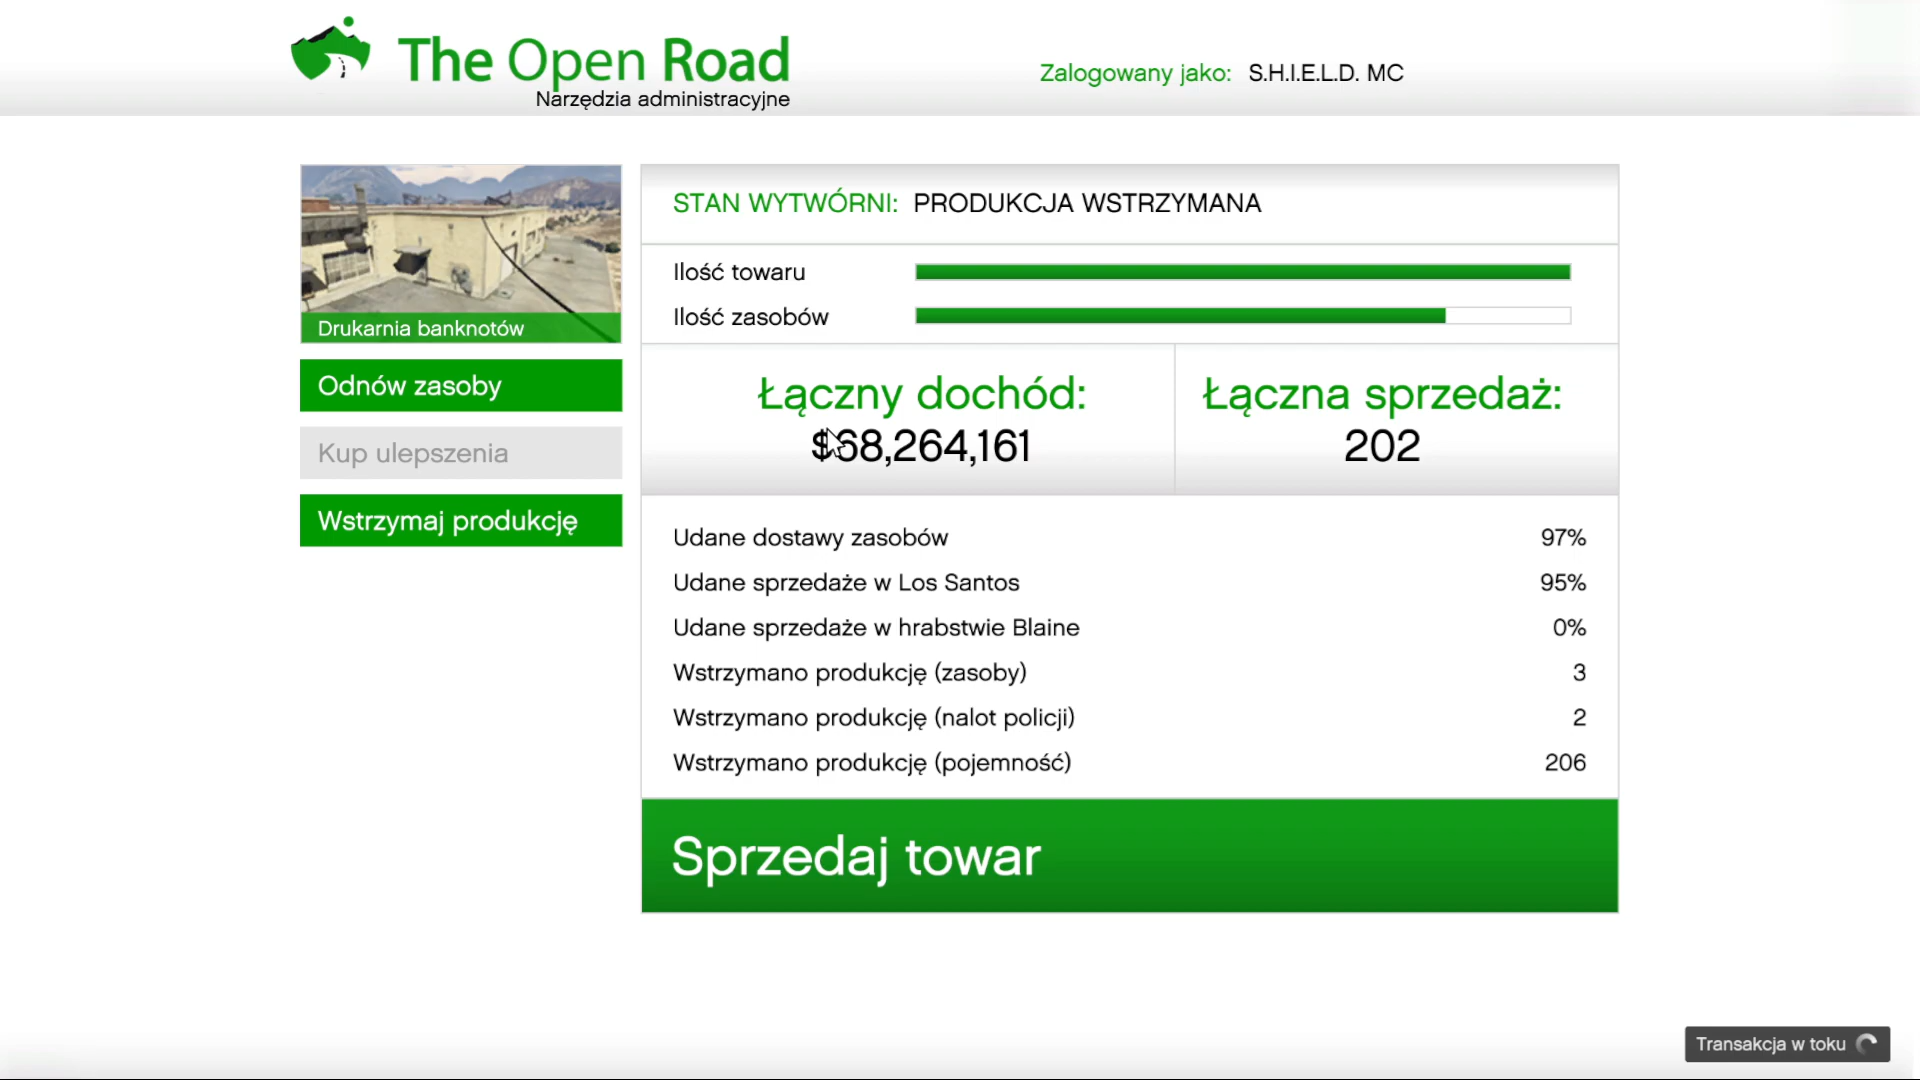 The Open Road
Narzędzia administracyjne
Zalogowany jako: S.H.I.E.L.D. MC
Drukarnia banknotów
Odnów zasoby
Kup ulepszenia
Wstrzymaj produkcję
STAN WYTWÓRNI: PRODUKCJA WSTRZYMANA
Ilość towaru
Ilość zasobów
Łączny dochód:
$68,264,161
Łączna sprzedaż:
202
Udane dostawy zasobów 97%
Udane sprzedaże w Los Santos 95%
Udane sprzedaże w hrabstwie Blaine 0%
Wstrzymano produkcję (zasoby) 3
Wstrzymano produkcję (nalot policji) 2
Wstrzymano produkcję (pojemność) 206
Sprzedaj towar
Transakcja w toku